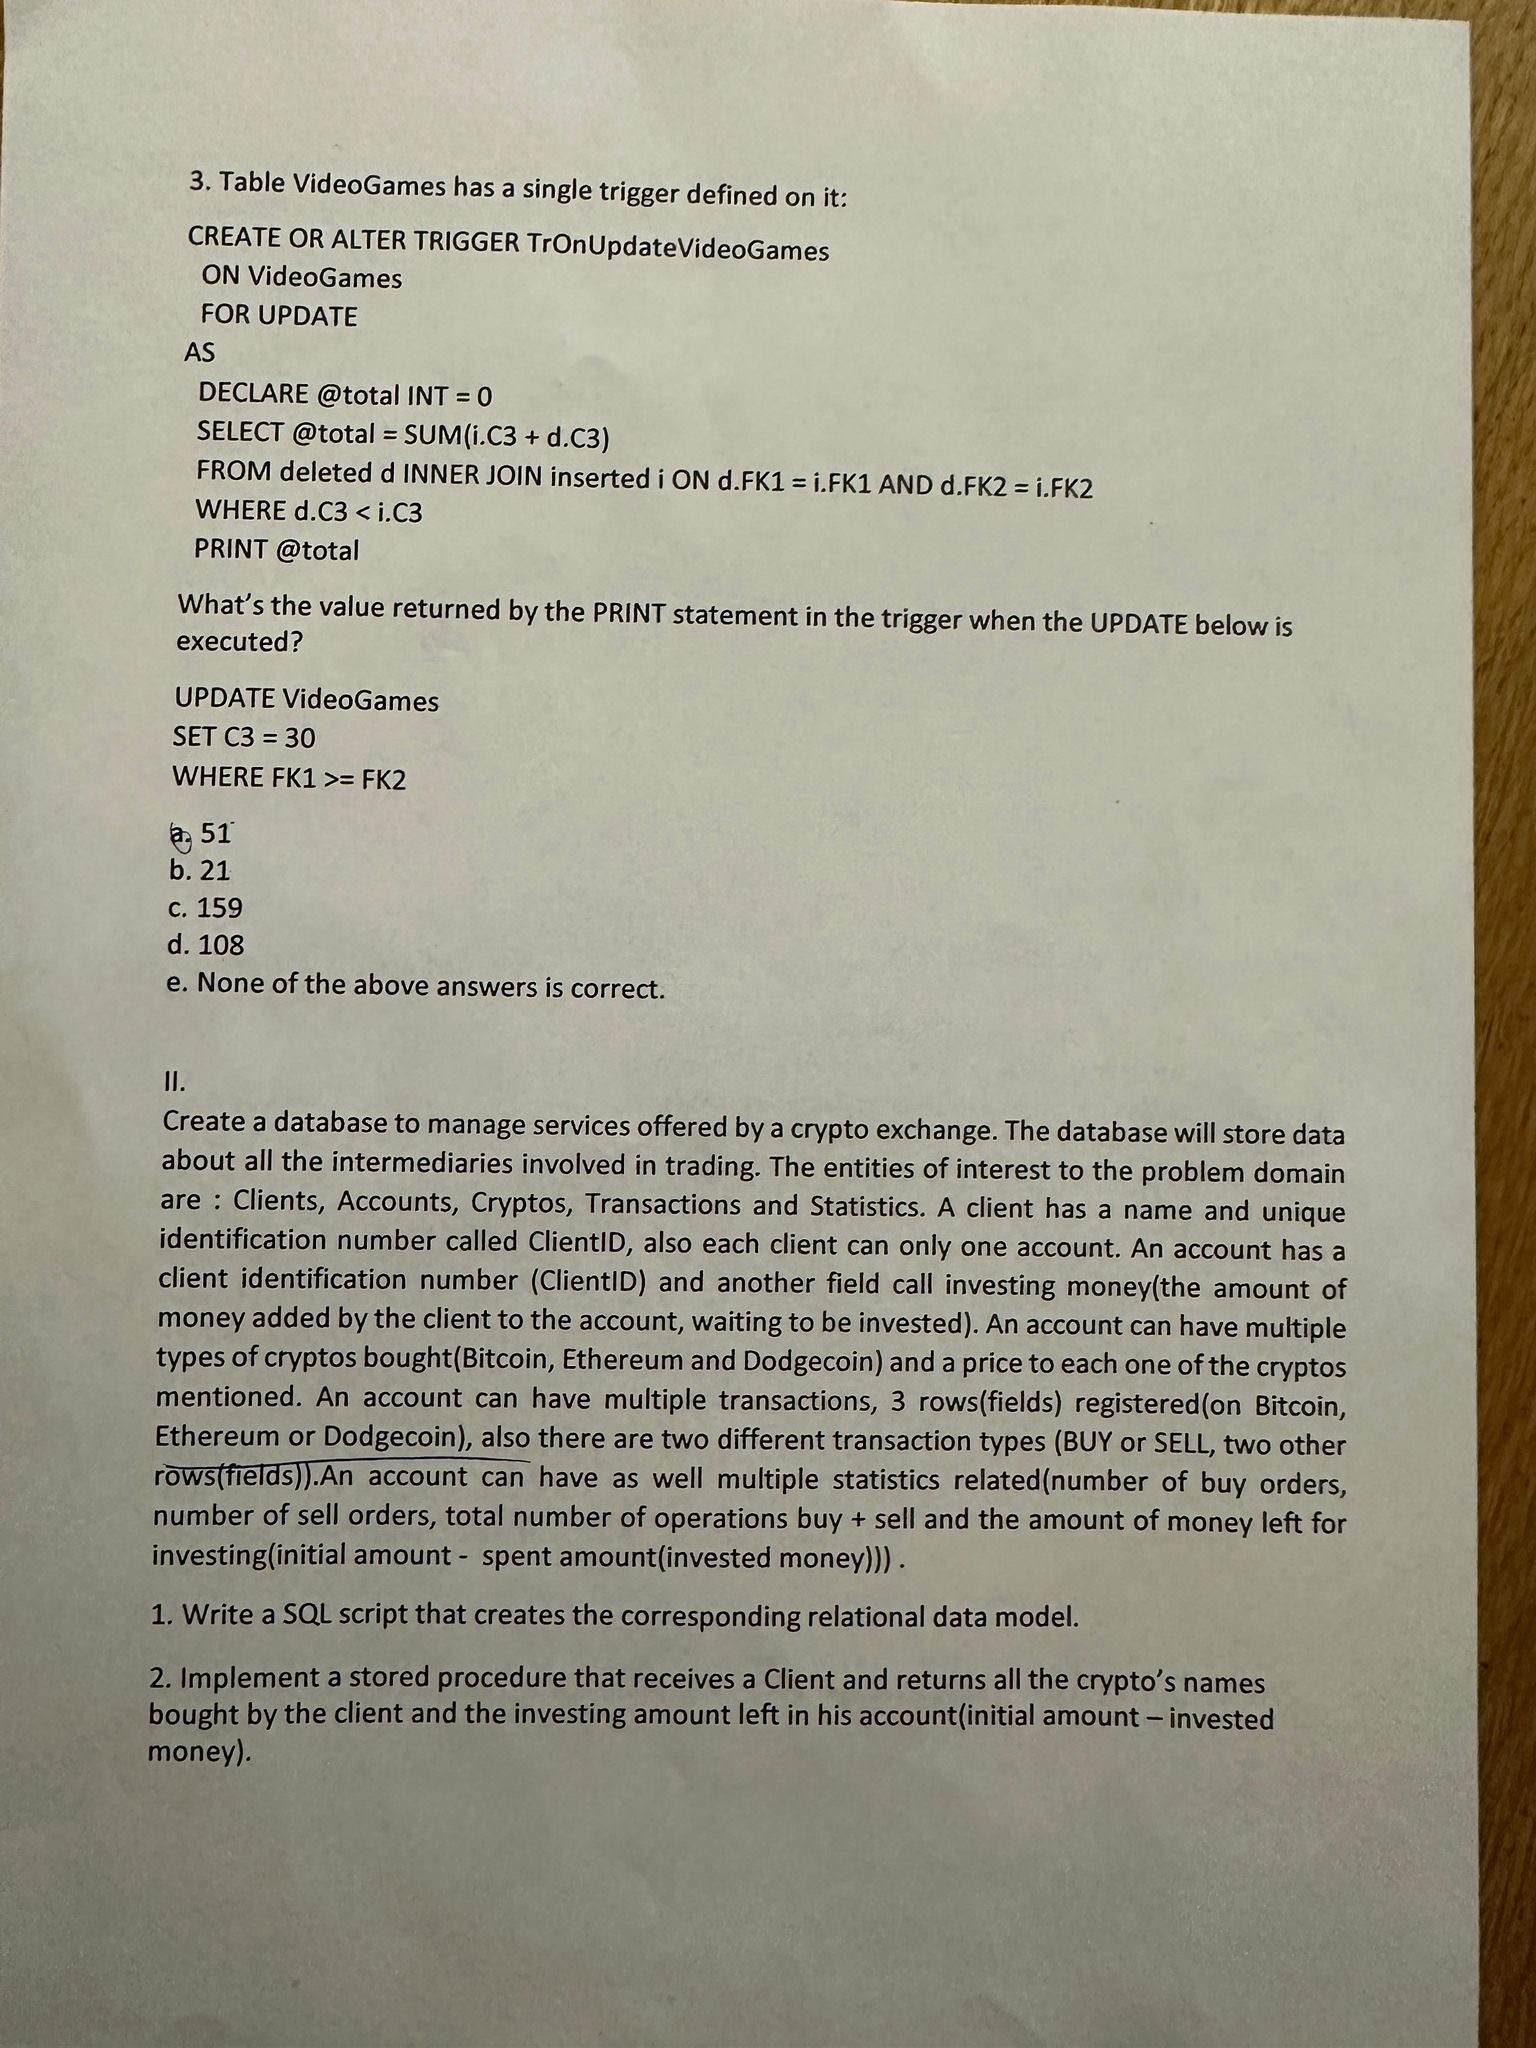 3. Table VideoGames has a single trigger defined on it:
CREATE OR ALTER TRIGGER TrOnUpdateVideoGames
ON VideoGames
FOR UPDATE
AS
DECLARE @total INT = 0
SELECT @total = SUM(i.C3 + d.C3)
FROM deleted d INNER JOIN inserted i ON d.FK1 = i.FK1 AND d.FK2 = i.FK2
WHERE d.C3 < i.C3
PRINT @total
What's the value returned by the PRINT statement in the trigger when the UPDATE below is
executed?
UPDATE VideoGames
SET C3 = 30
WHERE FK1 >= FK2
a. 51
b. 21
c. 159
d. 108
e. None of the above answers is correct.
II.
Create a database to manage services offered by a crypto exchange. The database will store data
about all the intermediaries involved in trading. The entities of interest to the problem domain
are : Clients, Accounts, Cryptos, Transactions and Statistics. A client has a name and unique
identification number called ClientID, also each client can only one account. An account has a
client identification number (ClientID) and another field call investing money(the amount of
money added by the client to the account, waiting to be invested). An account can have multiple
types of cryptos bought(Bitcoin, Ethereum and Dodgecoin) and a price to each one of the cryptos
mentioned. An account can have multiple transactions, 3 rows(fields) registered(on Bitcoin,
Ethereum or Dodgecoin), also there are two different transaction types (BUY or SELL, two other
rows(fields)).An account can have as well multiple statistics related(number of buy orders,
number of sell orders, total number of operations buy + sell and the amount of money left for
investing(initial amount - spent amount(invested money))) .
1. Write a SQL script that creates the corresponding relational data model.
2. Implement a stored procedure that receives a Client and returns all the crypto's names
bought by the client and the investing amount left in his account(initial amount – invested
money).